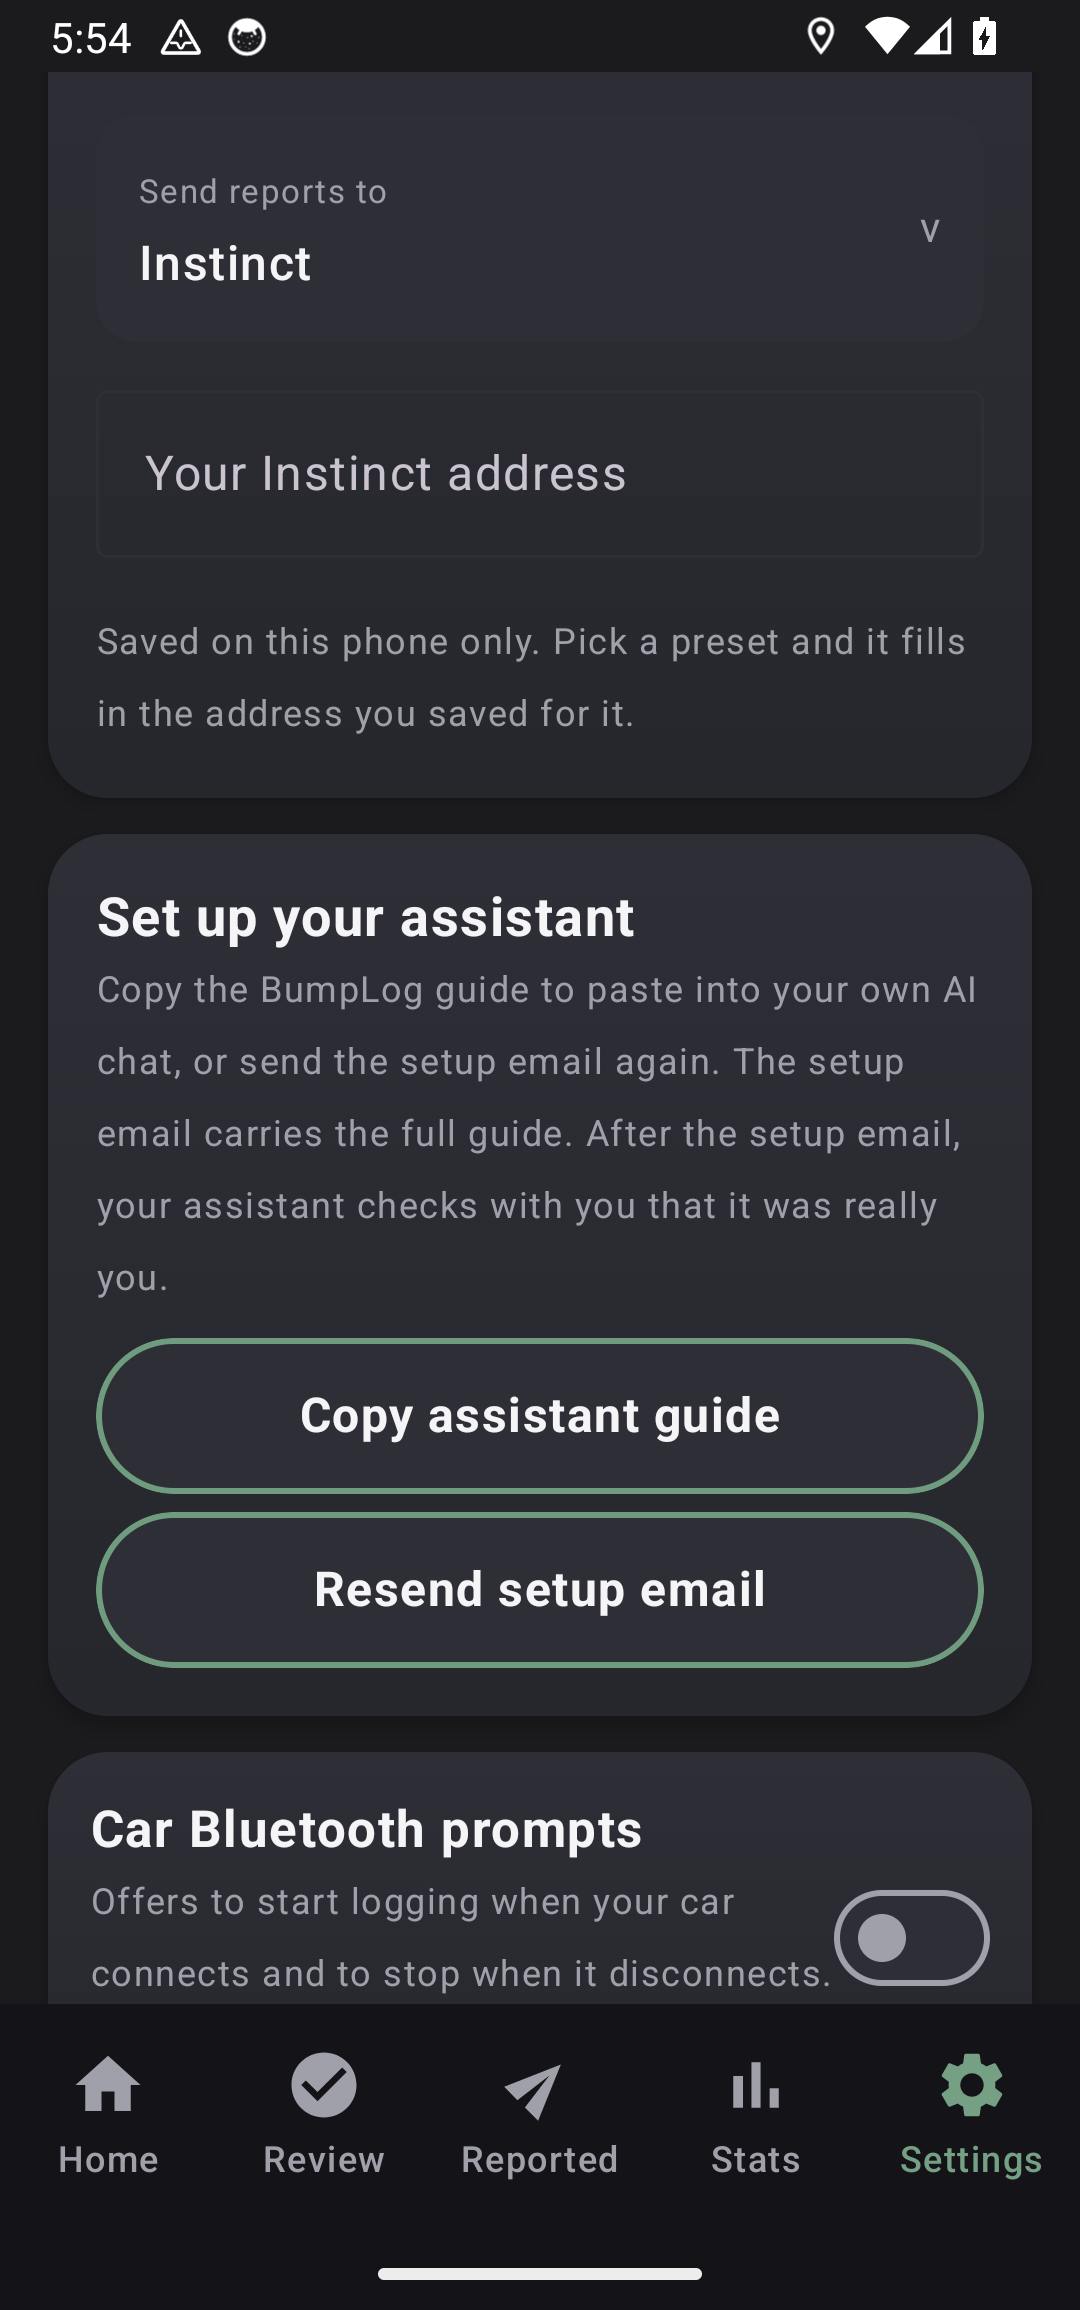 5:54
Send reports to
Instinct
v
Your Instinct address
Saved on this phone only. Pick a preset and it fills
in the address you saved for it.
Set up your assistant
Copy the BumpLog guide to paste into your own AI
chat, or send the setup email again. The setup
email carries the full guide. After the setup email,
your assistant checks with you that it was really
you.
Copy assistant guide
Resend setup email
Car Bluetooth prompts
Offers to start logging when your car
connects and to stop when it disconnects.
Home Review Reported Stats Settings